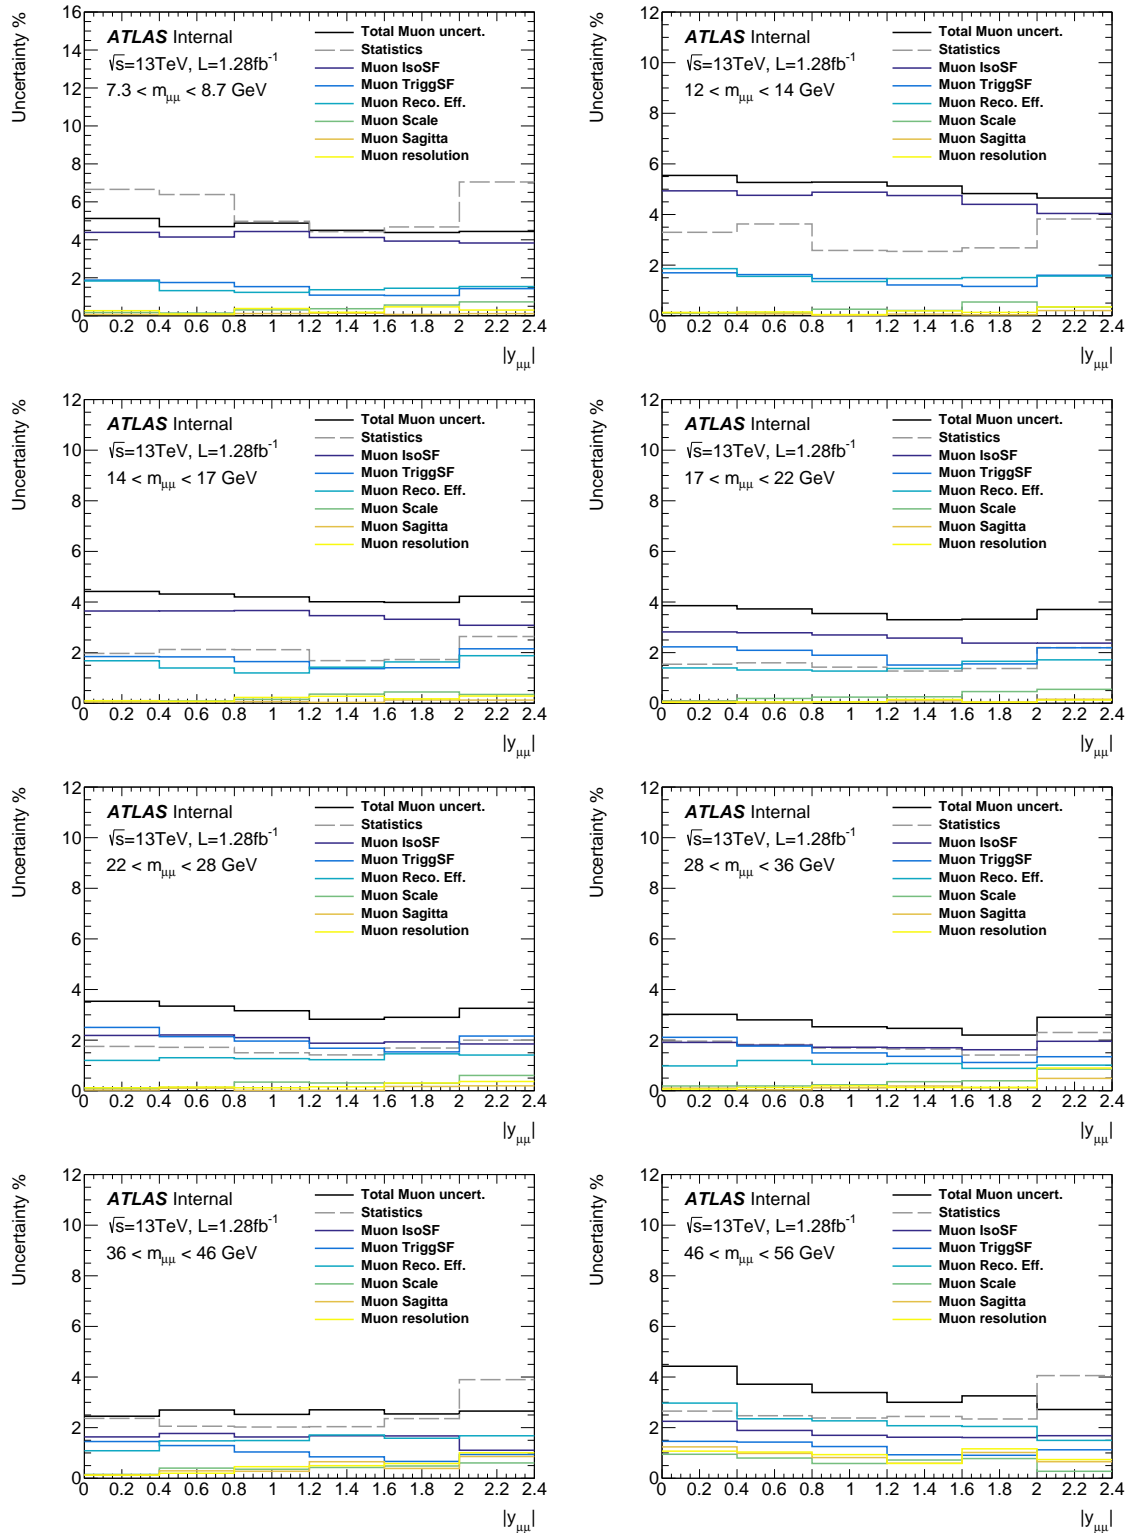 Uncertainty %
16
14
12
10
8
6
4
2
0
ATLAS Internal
√s=13TeV, L=1.28fb-1
7.3 < mμμ < 8.7 GeV
Total Muon uncert.
Statistics
Muon IsoSF
Muon TriggSF
Muon Reco. Eff.
Muon Scale
Muon Sagitta
Muon resolution
0 0.2 0.4 0.6 0.8 1 1.2 1.4 1.6 1.8 2 2.2 2.4
|yμμ|
Uncertainty %
12
10
8
6
4
2
0
ATLAS Internal
√s=13TeV, L=1.28fb-1
12 < mμμ < 14 GeV
Total Muon uncert.
Statistics
Muon IsoSF
Muon TriggSF
Muon Reco. Eff.
Muon Scale
Muon Sagitta
Muon resolution
0 0.2 0.4 0.6 0.8 1 1.2 1.4 1.6 1.8 2 2.2 2.4
|yμμ|
Uncertainty %
12
10
8
6
4
2
0
ATLAS Internal
√s=13TeV, L=1.28fb-1
14 < mμμ < 17 GeV
Total Muon uncert.
Statistics
Muon IsoSF
Muon TriggSF
Muon Reco. Eff.
Muon Scale
Muon Sagitta
Muon resolution
0 0.2 0.4 0.6 0.8 1 1.2 1.4 1.6 1.8 2 2.2 2.4
|yμμ|
Uncertainty %
12
10
8
6
4
2
0
ATLAS Internal
√s=13TeV, L=1.28fb-1
17 < mμμ < 22 GeV
Total Muon uncert.
Statistics
Muon IsoSF
Muon TriggSF
Muon Reco. Eff.
Muon Scale
Muon Sagitta
Muon resolution
0 0.2 0.4 0.6 0.8 1 1.2 1.4 1.6 1.8 2 2.2 2.4
|yμμ|
Uncertainty %
12
10
8
6
4
2
0
ATLAS Internal
√s=13TeV, L=1.28fb-1
22 < mμμ < 28 GeV
Total Muon uncert.
Statistics
Muon IsoSF
Muon TriggSF
Muon Reco. Eff.
Muon Scale
Muon Sagitta
Muon resolution
0 0.2 0.4 0.6 0.8 1 1.2 1.4 1.6 1.8 2 2.2 2.4
|yμμ|
Uncertainty %
12
10
8
6
4
2
0
ATLAS Internal
√s=13TeV, L=1.28fb-1
28 < mμμ < 36 GeV
Total Muon uncert.
Statistics
Muon IsoSF
Muon TriggSF
Muon Reco. Eff.
Muon Scale
Muon Sagitta
Muon resolution
0 0.2 0.4 0.6 0.8 1 1.2 1.4 1.6 1.8 2 2.2 2.4
|yμμ|
Uncertainty %
12
10
8
6
4
2
0
ATLAS Internal
√s=13TeV, L=1.28fb-1
36 < mμμ < 46 GeV
Total Muon uncert.
Statistics
Muon IsoSF
Muon TriggSF
Muon Reco. Eff.
Muon Scale
Muon Sagitta
Muon resolution
0 0.2 0.4 0.6 0.8 1 1.2 1.4 1.6 1.8 2 2.2 2.4
|yμμ|
Uncertainty %
12
10
8
6
4
2
0
ATLAS Internal
√s=13TeV, L=1.28fb-1
46 < mμμ < 56 GeV
Total Muon uncert.
Statistics
Muon IsoSF
Muon TriggSF
Muon Reco. Eff.
Muon Scale
Muon Sagitta
Muon resolution
0 0.2 0.4 0.6 0.8 1 1.2 1.4 1.6 1.8 2 2.2 2.4
|yμμ|